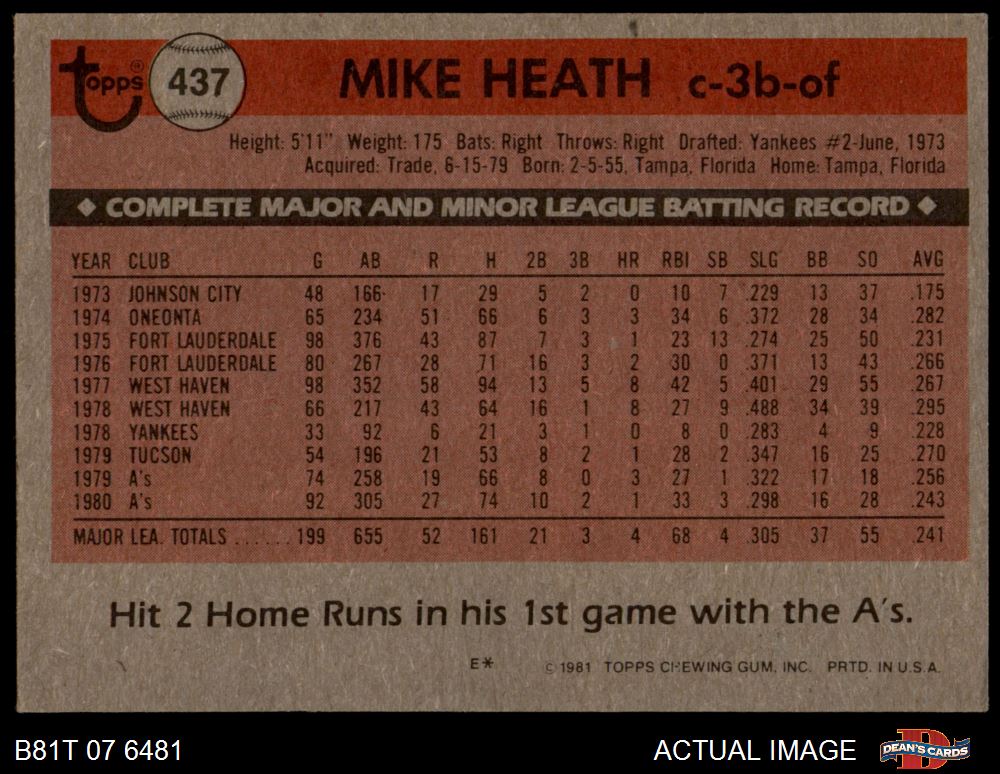 Topps® 437 MIKE HEATH c-3b-of
Height: 5'11" Weight: 175 Bats: Right Throws: Right Drafted: Yankees #2-June, 1973
Acquired: Trade, 6-15-79 Born: 2-5-55, Tampa, Florida Home: Tampa, Florida
◆ COMPLETE MAJOR AND MINOR LEAGUE BATTING RECORD ◆
YEAR CLUB G AB R H 2B 3B HR RBI SB SLG BB SO AVG
1973 JOHNSON CITY 48 166 17 29 5 2 0 10 7 .229 13 37 .175
1974 ONEONTA 65 234 51 66 6 3 3 34 6 .372 28 34 .282
1975 FORT LAUDERDALE 98 376 43 87 7 3 1 23 13 .274 25 50 .231
1976 FORT LAUDERDALE 80 267 28 71 16 3 2 30 0 .371 13 43 .266
1977 WEST HAVEN 98 352 58 94 13 5 8 42 5 .401 29 55 .267
1978 WEST HAVEN 66 217 43 64 16 1 8 27 9 .488 34 39 .295
1978 YANKEES 33 92 6 21 3 1 0 8 0 .283 4 9 .228
1979 TUCSON 54 196 21 53 8 2 1 28 2 .347 16 25 .270
1979 A's 74 258 19 66 8 0 3 27 1 .322 17 18 .256
1980 A's 92 305 27 74 10 2 1 33 3 .298 16 28 .243
MAJOR LEA. TOTALS ...... 199 655 52 161 21 3 4 68 4 .305 37 55 .241
Hit 2 Home Runs in his 1st game with the A's.
E* © 1981 TOPPS CHEWING GUM, INC. PRTD. IN U.S.A.
B81T 07 6481 ACTUAL IMAGE DEAN'S CARDS